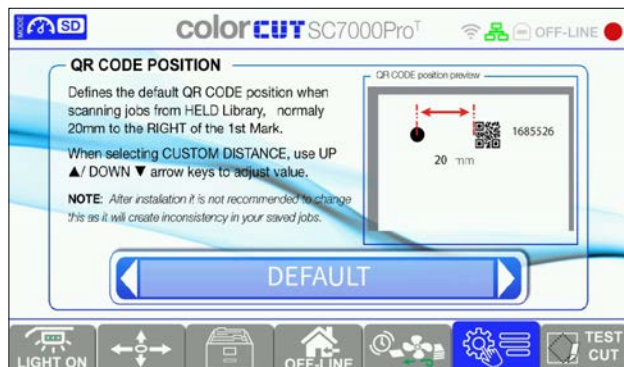 MODE
SD
colorCUT SC7000Proᵀ
OFF-LINE
QR CODE POSITION
Defines the default QR CODE position when
scanning jobs from HELD Library, normaly
20mm to the RIGHT of the 1st Mark.
When selecting CUSTOM DISTANCE, use UP
▲/ DOWN ▼ arrow keys to adjust value.
NOTE: After installation it is not recommended to change
this as it will create inconsistency in your saved jobs.
QR CODE position preview
1685526
20 mm
DEFAULT
LIGHT ON
OFF-LINE
TEST
CUT